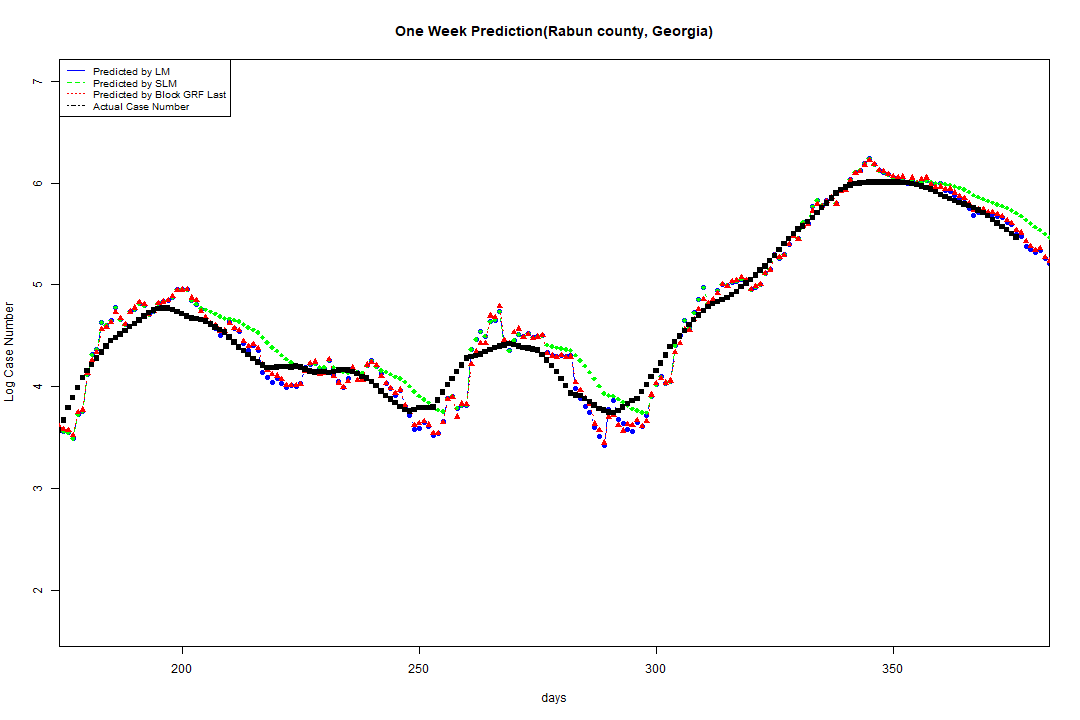 One Week Prediction(Rabun county, Georgia)
Predicted by LM
Predicted by SLM
Predicted by Block GRF Last
Actual Case Number
7
6
5
4
3
2
Log Case Number
200
250
300
350
days